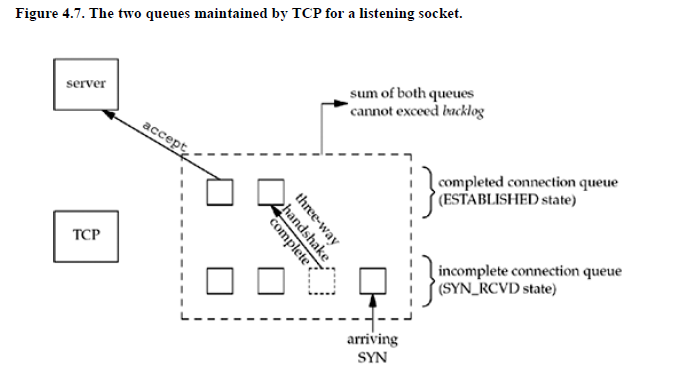 Figure 4.7. The two queues maintained by TCP for a listening socket.
server
sum of both queues
cannot exceed backlog
accept
three-way
handshake
complete
completed connection queue
(ESTABLISHED state)
TCP
incomplete connection queue
(SYN_RCVD state)
arriving
SYN